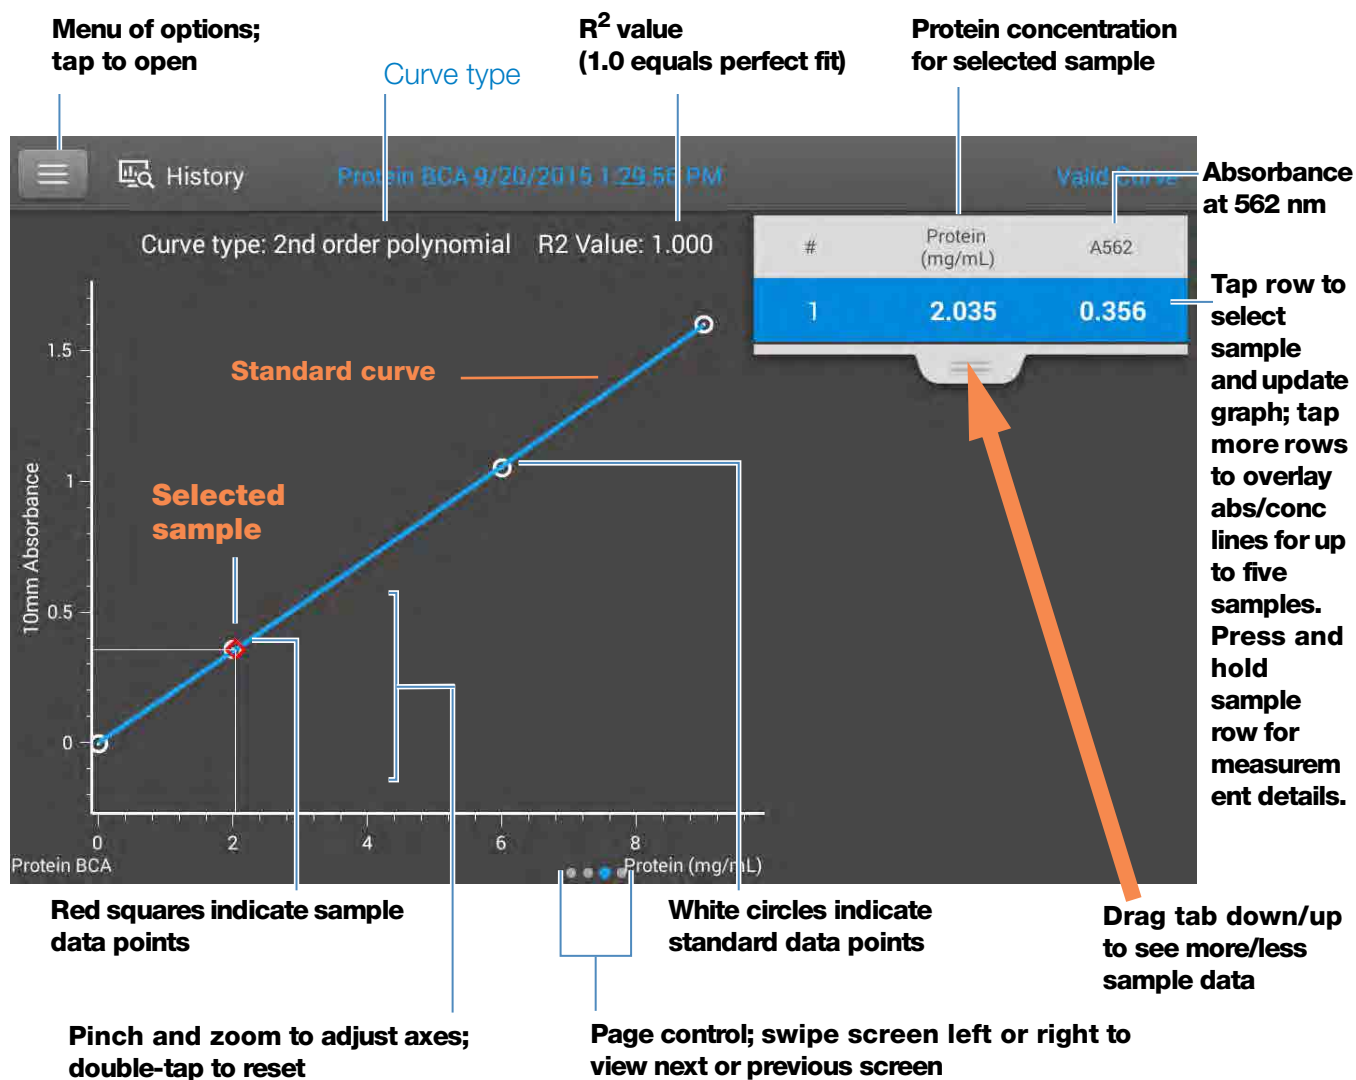 Menu of options;
tap to open
Curve type
R2 value
(1.0 equals perfect fit)
Protein concentration
for selected sample
History
Protein BCA 9/20/2015 1:29:56 PM
Valid Curve
Absorbance
at 562 nm
Curve type: 2nd order polynomial R2 Value: 1.000
# Protein (mg/mL) A562
1 2.035 0.356
Tap row to
select
sample
and update
graph; tap
more rows
to overlay
abs/conc
lines for up
to five
samples.
Press and
hold
sample
row for
measurem
ent details.
Standard curve
Selected
sample
10mm Absorbance
1.5
1
0.5
0
0 2 4 6 8
Protein BCA
Protein (mg/mL)
Red squares indicate sample
data points
White circles indicate
standard data points
Drag tab down/up
to see more/less
sample data
Pinch and zoom to adjust axes;
double-tap to reset
Page control; swipe screen left or right to
view next or previous screen